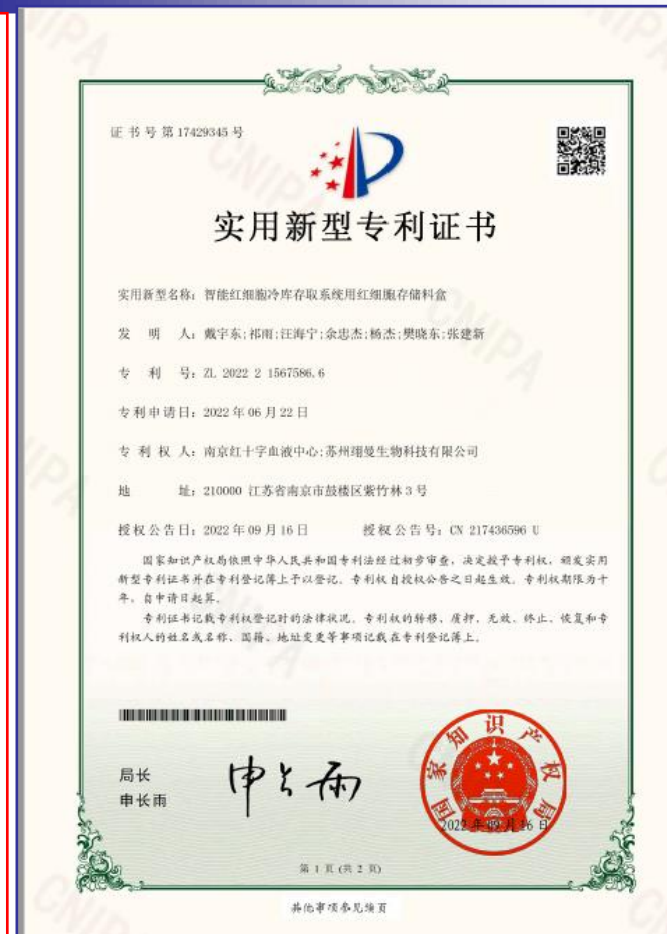 证书号第17429345号
实用新型专利证书
实用新型名称：智能红细胞冷库存取系统用红细胞存储料盒
发 明 人：戴宇东;祁雨;汪海宁;余忠杰;杨杰;樊晓东;张建新
专 利 号：ZL 2022 2 1567586.6
专利申请日：2022年06月22日
专 利 权 人：南京红十字血液中心;苏州翊曼生物科技有限公司
地 址：210000 江苏省南京市鼓楼区紫竹林3号
授权公告日：2022年09月16日 授权公告号：CN 217436596 U
国家知识产权局依照中华人民共和国专利法经过初步审查，决定授予专利权，颁发实用
新型专利证书并在专利登记簿上予以登记。专利权自授权公告之日起生效。专利权期限为十
年，自申请日起算。
专利证书记载专利权登记时的法律状况。专利权的转移、质押、无效、终止、恢复和专
利权人的姓名或名称、国籍、地址变更等事项记载在专利登记簿上。
局长
申长雨
申长雨
国家知识产权局
2022年09月16日
第 1 页 (共 2 页)
其他事项参见续页
CNIPA